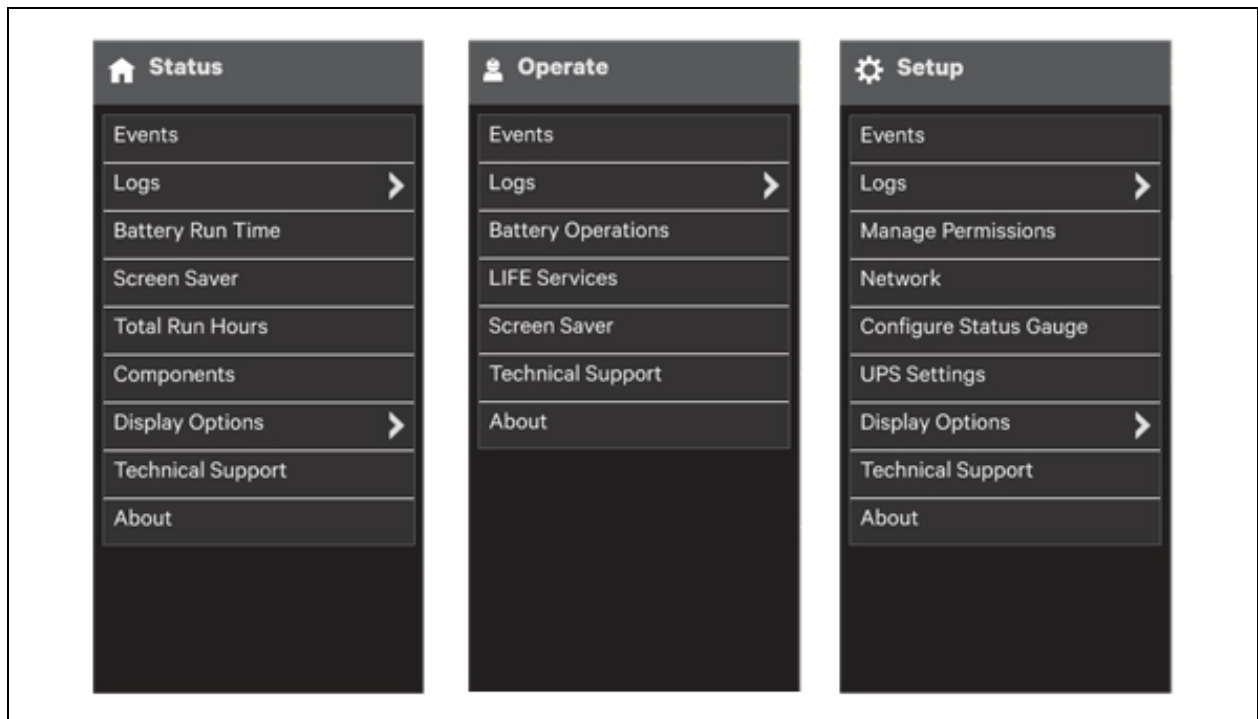 Status
Events
Logs
Battery Run Time
Screen Saver
Total Run Hours
Components
Display Options
Technical Support
About
Operate
Events
Logs
Battery Operations
LIFE Services
Screen Saver
Technical Support
About
Setup
Events
Logs
Manage Permissions
Network
Configure Status Gauge
UPS Settings
Display Options
Technical Support
About